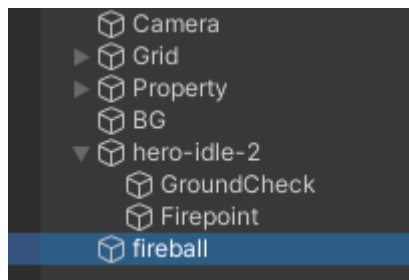 Camera
Grid
Property
BG
hero-idle-2
GroundCheck
Firepoint
fireball